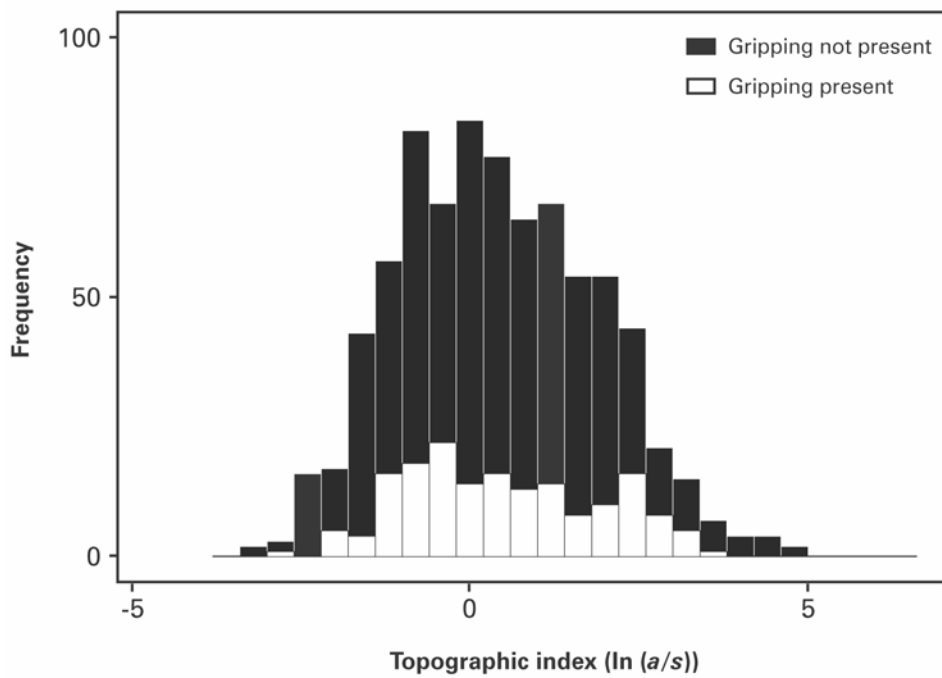 100
Gripping not present
Gripping present
Frequency
50
0
-5
0
5
Topographic index (ln (a/s))